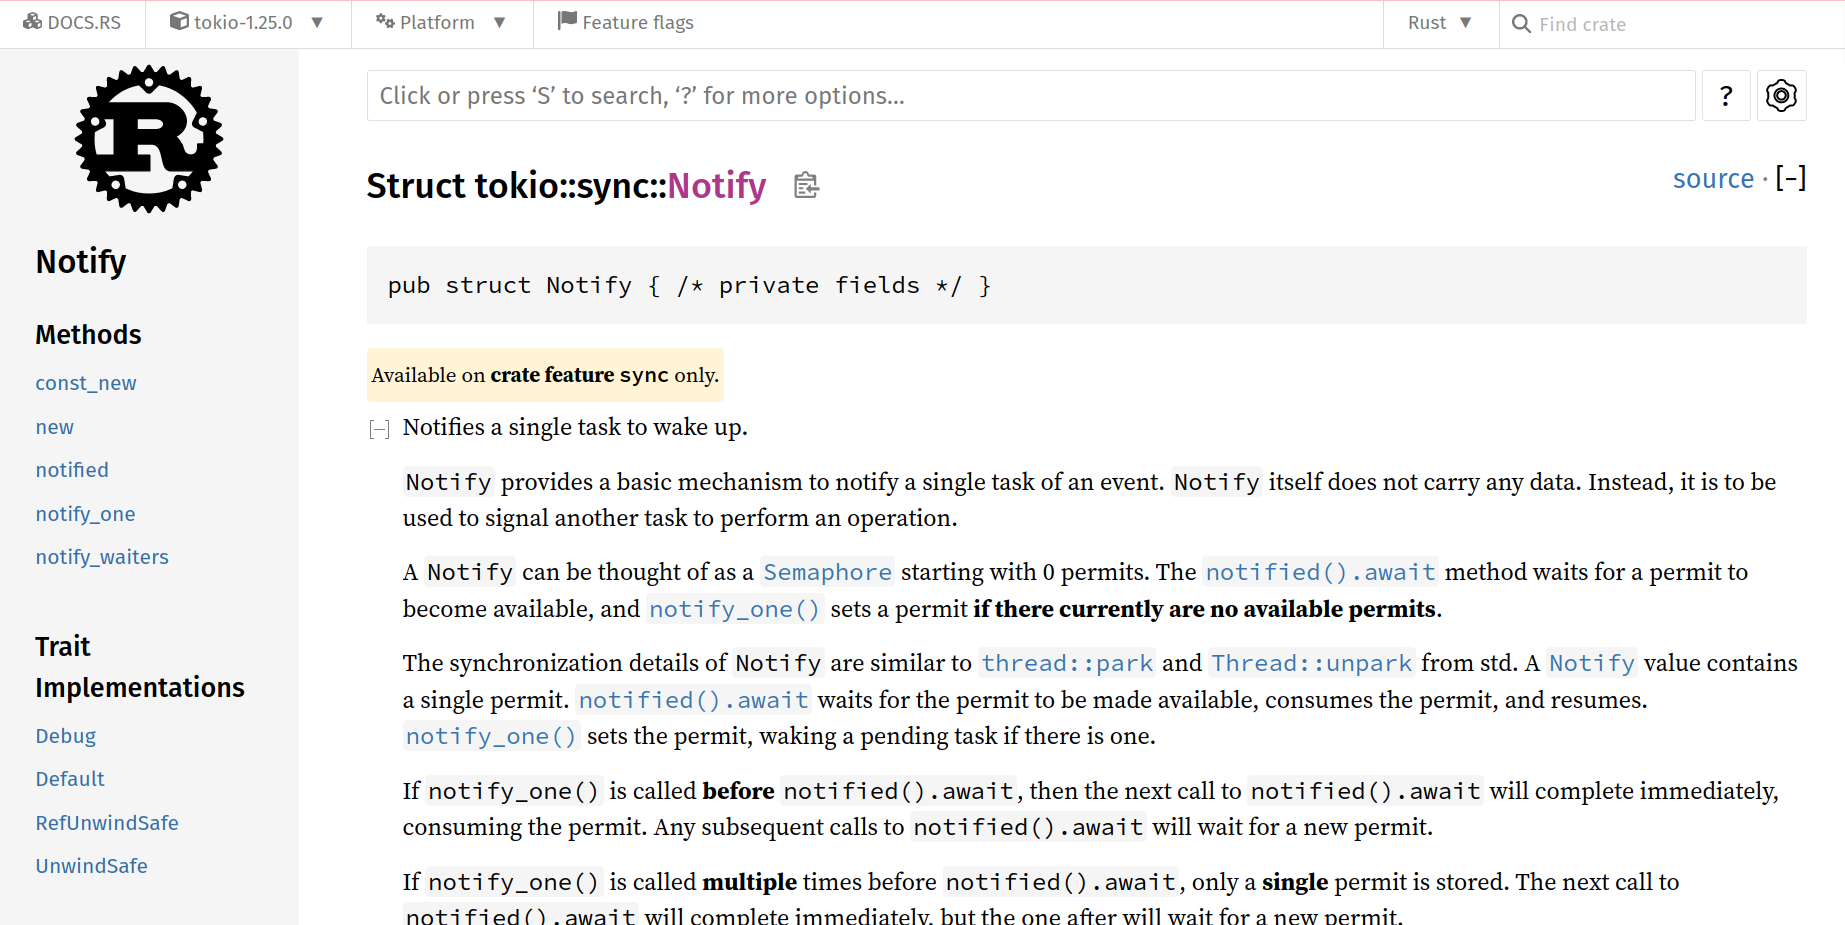 DOCS.RS tokio-1.25.0 ▼ Platform ▼ Feature flags Rust ▼ Find crate
Click or press ‘S’ to search, ‘?’ for more options…
?
Struct tokio::sync::Notify
source · [-]
pub struct Notify { /* private fields */ }
Available on crate feature sync only.
[-] Notifies a single task to wake up.
Notify provides a basic mechanism to notify a single task of an event. Notify itself does not carry any data. Instead, it is to be
used to signal another task to perform an operation.
A Notify can be thought of as a Semaphore starting with 0 permits. The notified().await method waits for a permit to
become available, and notify_one() sets a permit if there currently are no available permits.
The synchronization details of Notify are similar to thread::park and Thread::unpark from std. A Notify value contains
a single permit. notified().await waits for the permit to be made available, consumes the permit, and resumes.
notify_one() sets the permit, waking a pending task if there is one.
If notify_one() is called before notified().await, then the next call to notified().await will complete immediately,
consuming the permit. Any subsequent calls to notified().await will wait for a new permit.
If notify_one() is called multiple times before notified().await, only a single permit is stored. The next call to
notified().await will complete immediately, but the one after will wait for a new permit.
R
Notify
Methods
const_new
new
notified
notify_one
notify_waiters
Trait
Implementations
Debug
Default
RefUnwindSafe
UnwindSafe